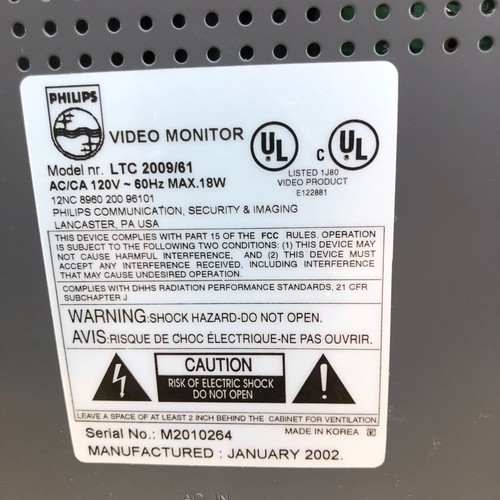 PHILIPS
VIDEO MONITOR
UL
C UL
Model nr. LTC 2009/61
AC/CA 120V ~ 60Hz MAX.18W
12NC 8960 200 96101
LISTED 1J80
VIDEO PRODUCT
E122881
PHILIPS COMMUNICATION, SECURITY & IMAGING
LANCASTER, PA USA
THIS DEVICE COMPLIES WITH PART 15 OF THE FCC RULES. OPERATION
IS SUBJECT TO THE FOLLOWING TWO CONDITIONS: (1) THIS DEVICE MAY
NOT CAUSE HARMFUL INTERFERENCE, AND (2) THIS DEVICE MUST
ACCEPT ANY INTERFERENCE RECEIVED, INCLUDING INTERFERENCE
THAT MAY CAUSE UNDESIRED OPERATION.
COMPLIES WITH DHHS RADIATION PERFORMANCE STANDARDS, 21 CFR
SUBCHAPTER J
WARNING:SHOCK HAZARD-DO NOT OPEN.
AVIS:RISQUE DE CHOC ÉLECTRIQUE-NE PAS OUVRIR.
CAUTION
RISK OF ELECTRIC SHOCK
DO NOT OPEN
LEAVE A SPACE OF AT LEAST 2 INCH BEHIND THE CABINET FOR VENTILATION
Serial No.: M2010264
MADE IN KOREA
MANUFACTURED : JANUARY 2002.
AC IN